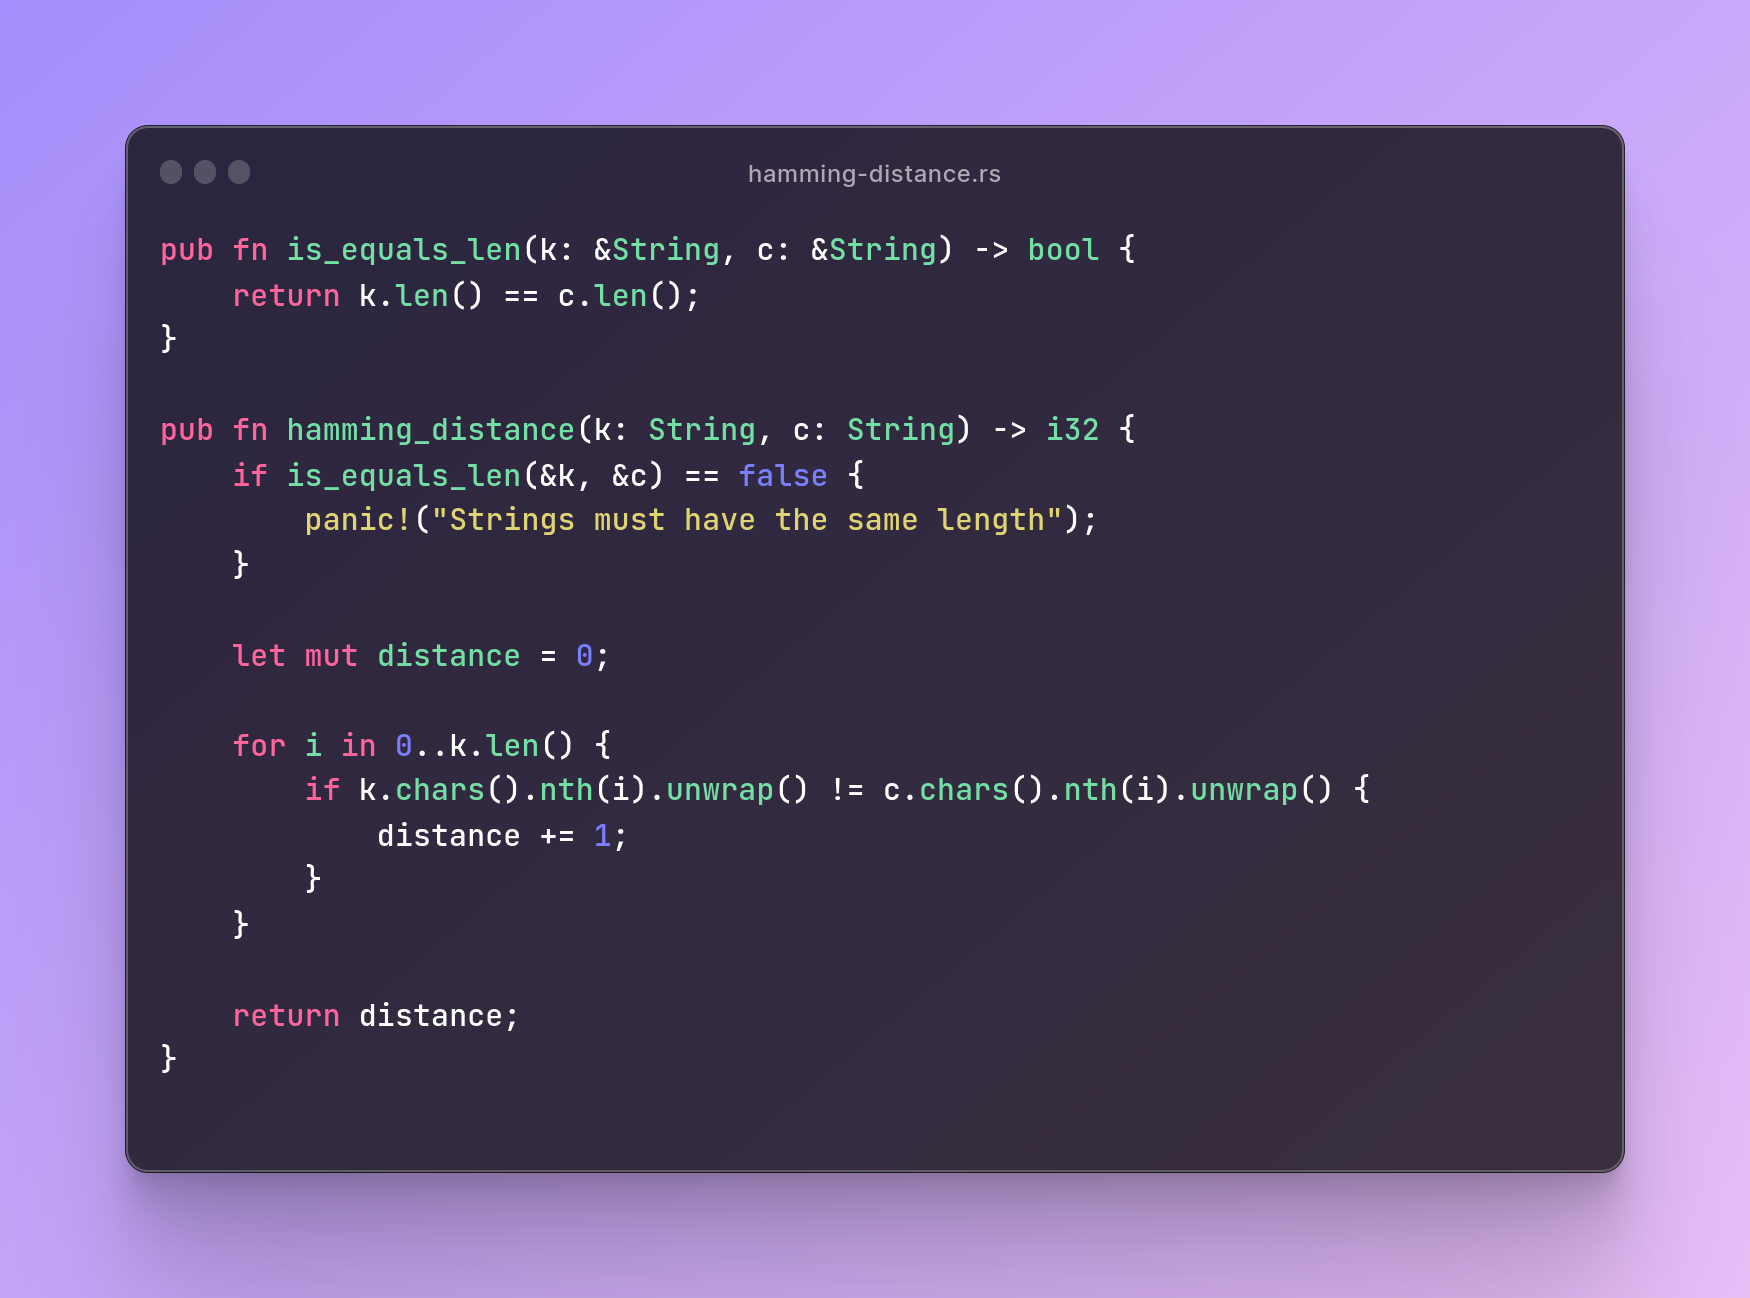 hamming-distance.rs
pub fn is_equals_len(k: &String, c: &String) -> bool {
    return k.len() == c.len();
}
pub fn hamming_distance(k: String, c: String) -> i32 {
    if is_equals_len(&k, &c) == false {
        panic!("Strings must have the same length");
    }
    let mut distance = 0;
    for i in 0..k.len() {
        if k.chars().nth(i).unwrap() != c.chars().nth(i).unwrap() {
            distance += 1;
        }
    }
    return distance;
}